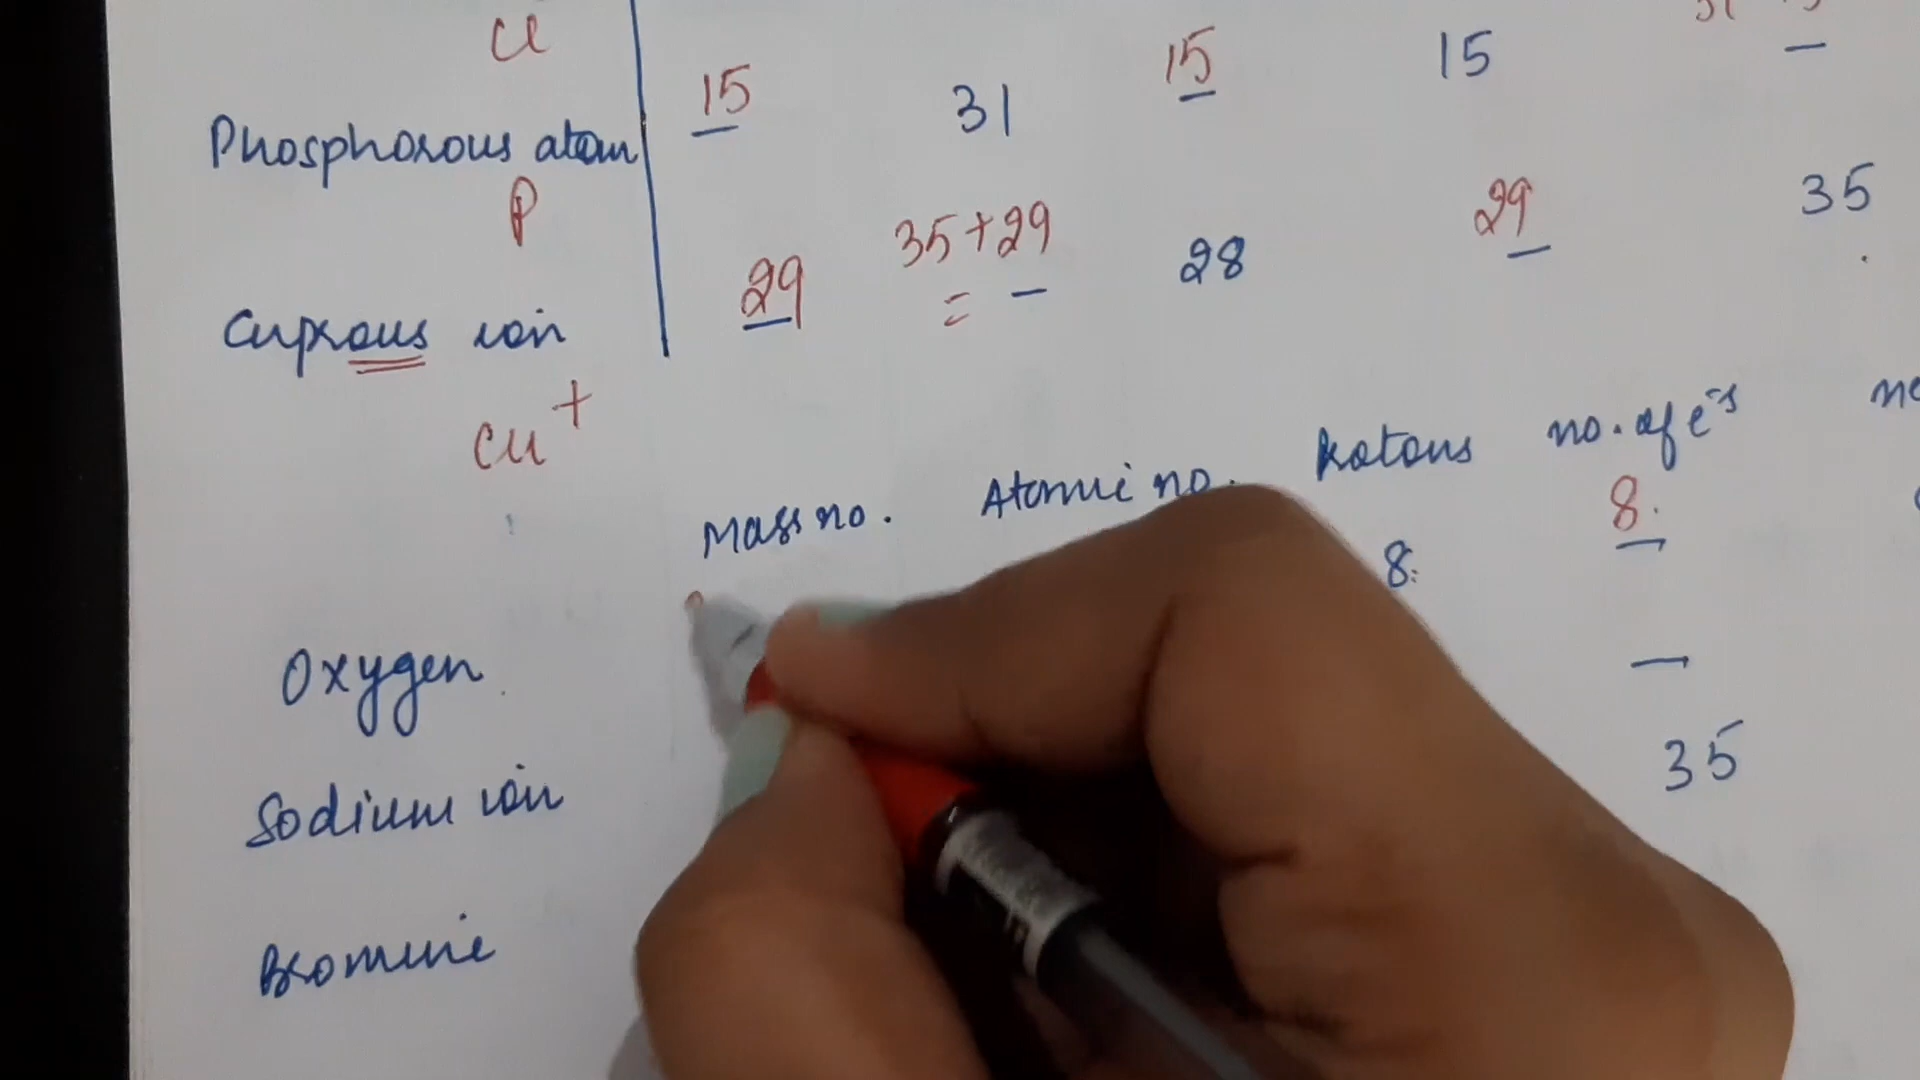 Cl
15 31 15 15
Phosphorous atom
P
29 35+29 28 29 35
=
Cuprous ion
Cu+
Mass no. Atomic no. Protons no. of e-s
8. 8.
Oxygen
35
Sodium ion
Bromine